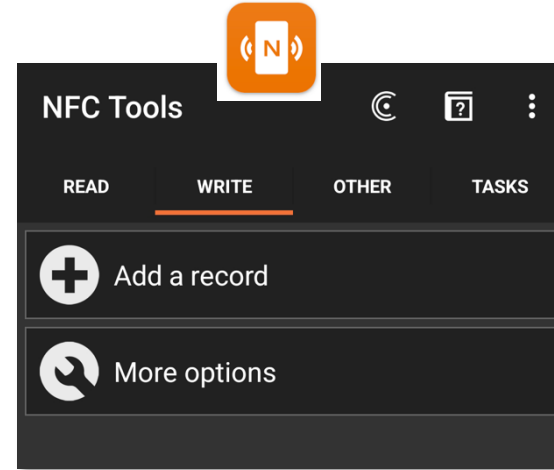 N
NFC Tools
READ WRITE OTHER TASKS
Add a record
More options